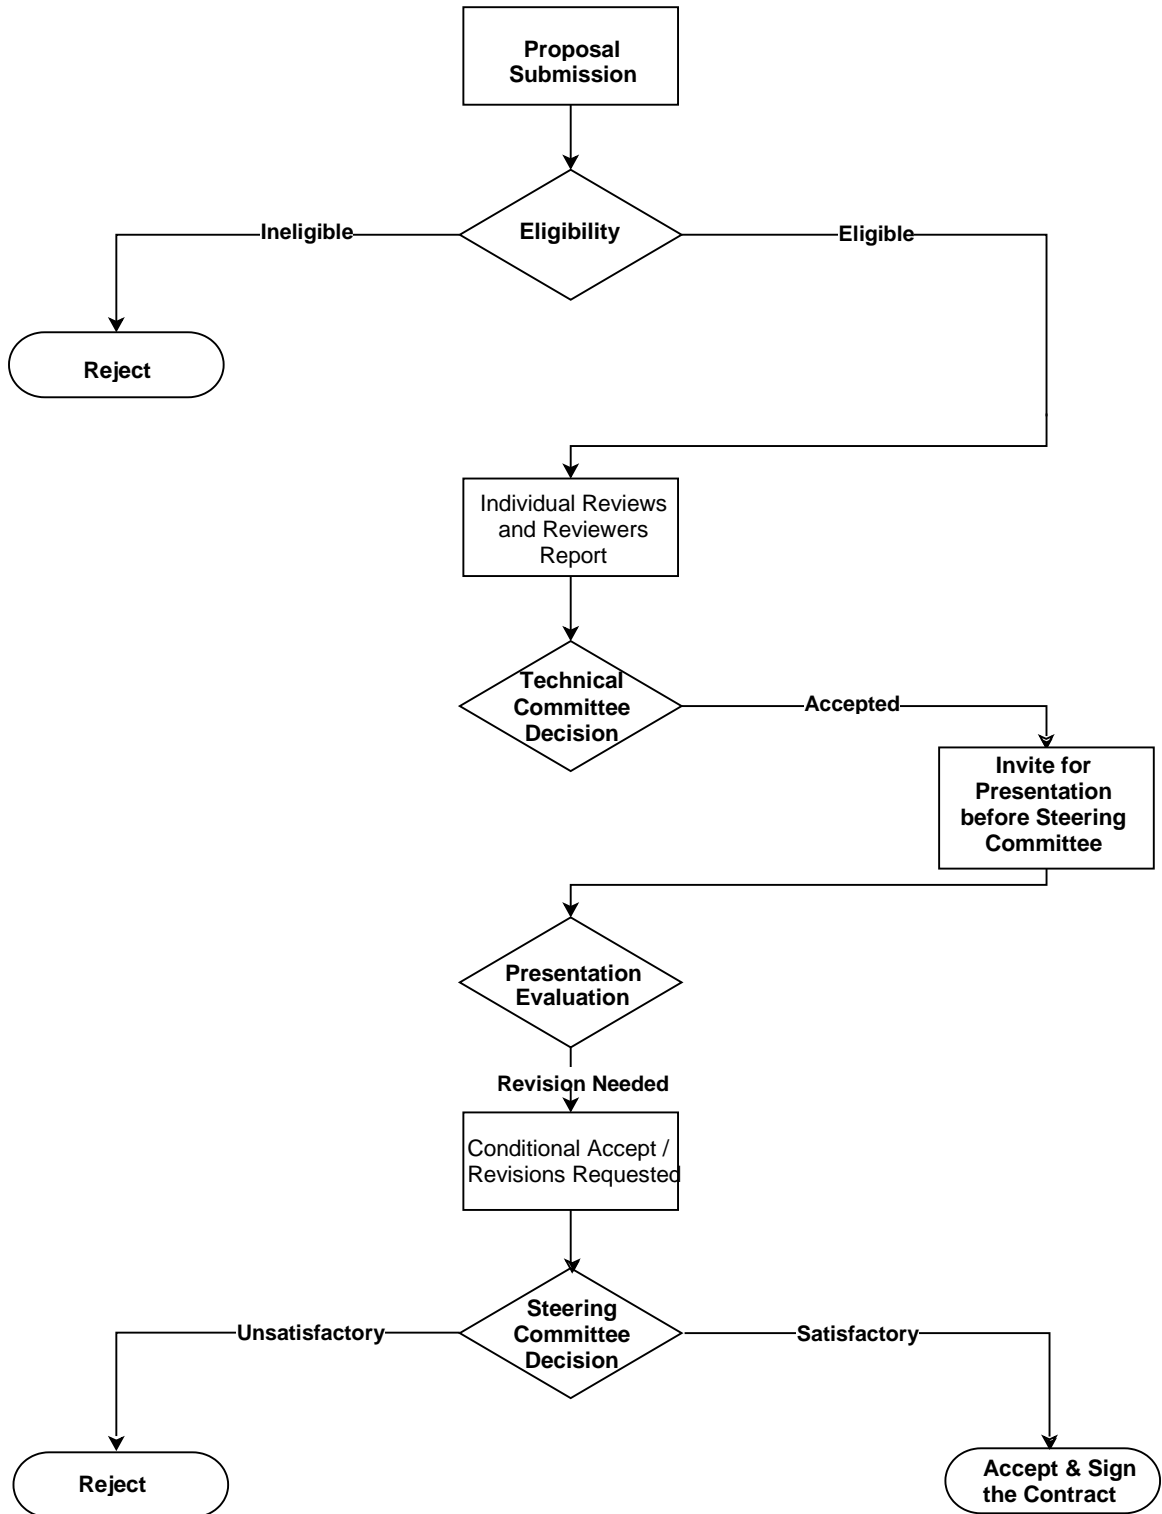 Proposal
Submission
Ineligible
Eligibility
Eligible
Reject
Individual Reviews
and Reviewers
Report
Technical
Committee
Decision
Accepted
Invite for
Presentation
before Steering
Committee
Presentation
Evaluation
Revision Needed
Conditional Accept /
Revisions Requested
Steering
Committee
Decision
Unsatisfactory
Satisfactory
Reject
Accept & Sign
the Contract